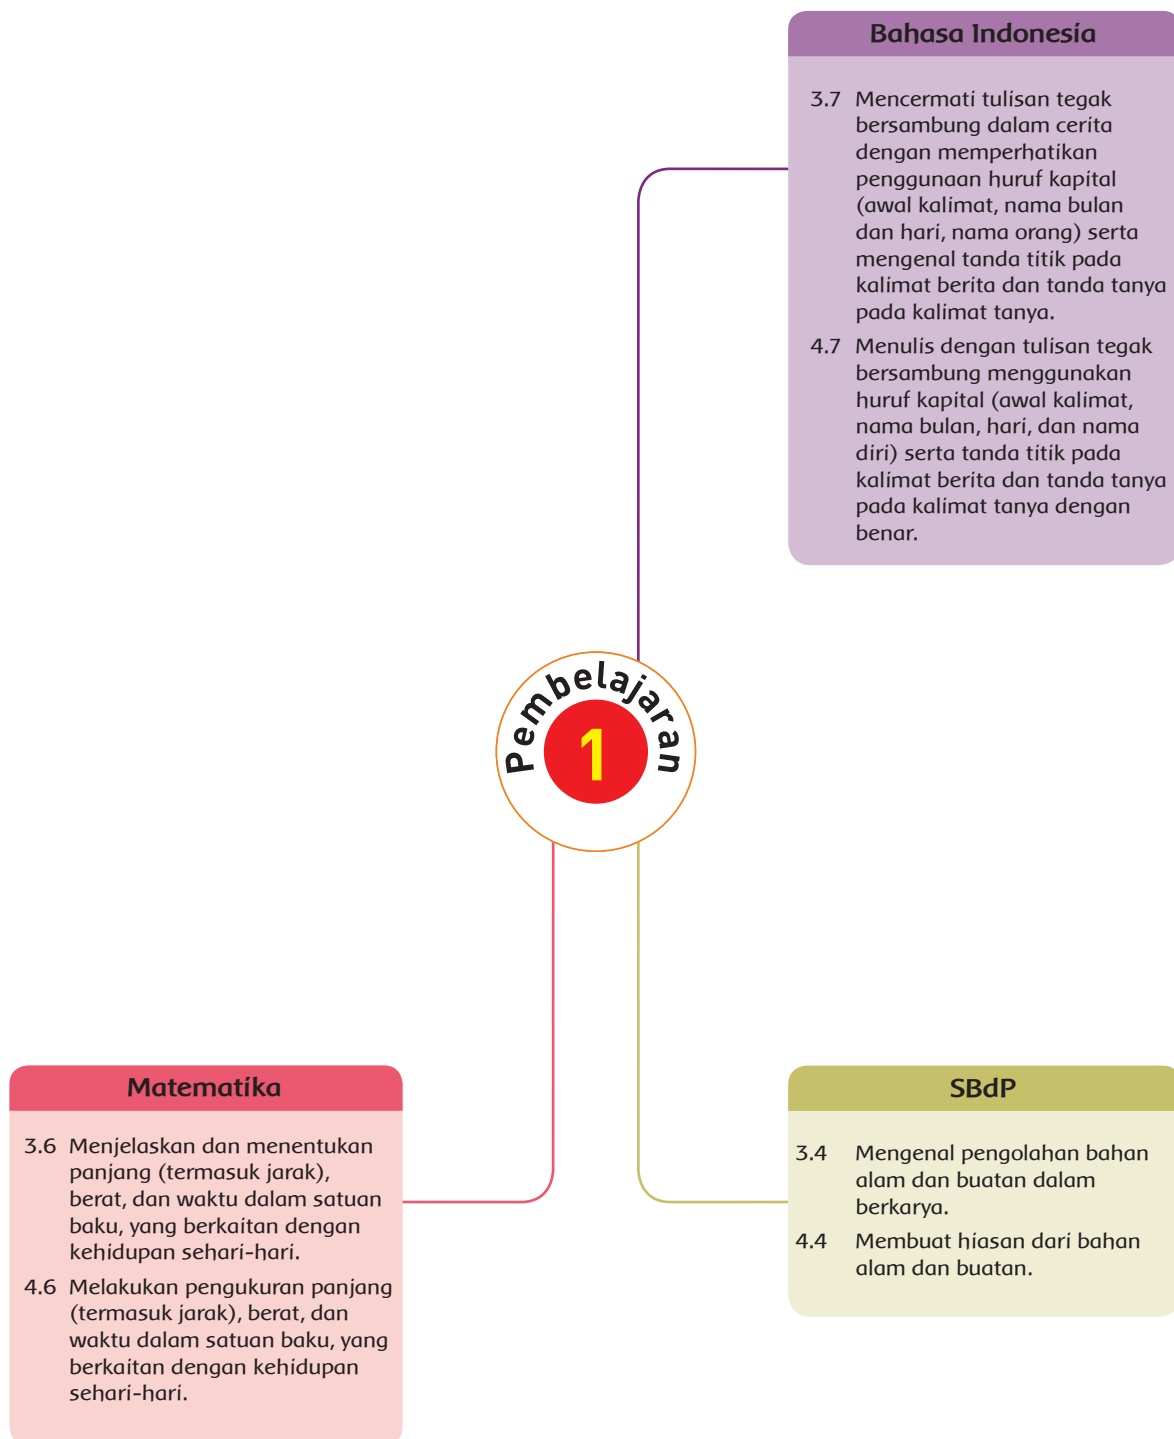 Bahasa Indonesia
3.7 Mencermati tulisan tegak
bersambung dalam cerita
dengan memperhatikan
penggunaan huruf kapital
(awal kalimat, nama bulan
dan hari, nama orang) serta
mengenal tanda titik pada
kalimat berita dan tanda tanya
pada kalimat tanya.
4.7 Menulis dengan tulisan tegak
bersambung menggunakan
huruf kapital (awal kalimat,
nama bulan, hari, dan nama
diri) serta tanda titik pada
kalimat berita dan tanda tanya
pada kalimat tanya dengan
benar.
Pembelajaran
1
Matematika
3.6 Menjelaskan dan menentukan
panjang (termasuk jarak),
berat, dan waktu dalam satuan
baku, yang berkaitan dengan
kehidupan sehari-hari.
4.6 Melakukan pengukuran panjang
(termasuk jarak), berat, dan
waktu dalam satuan baku, yang
berkaitan dengan kehidupan
sehari-hari.
SBdP
3.4 Mengenal pengolahan bahan
alam dan buatan dalam
berkarya.
4.4 Membuat hiasan dari bahan
alam dan buatan.